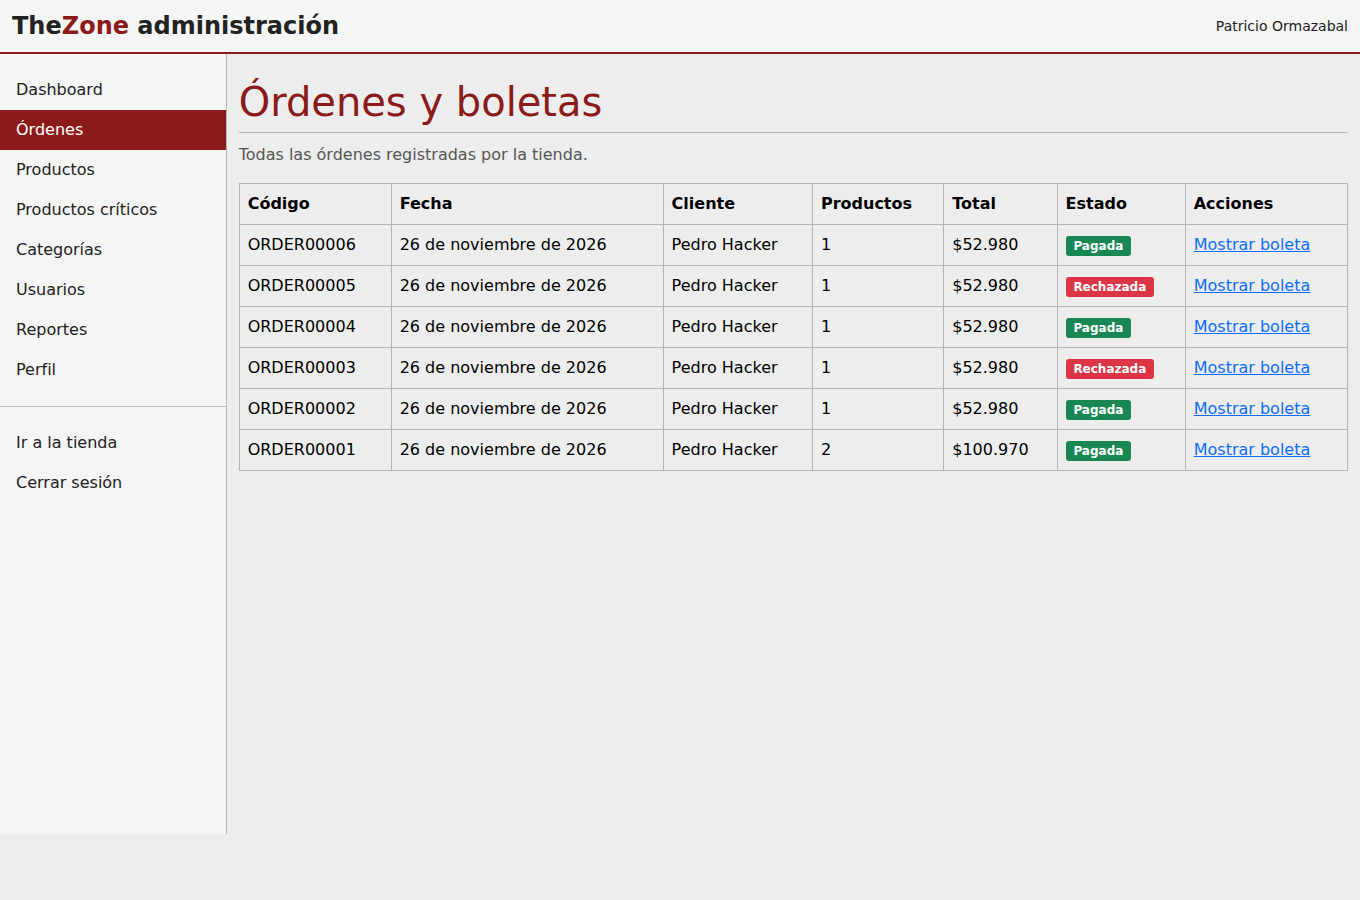 TheZone administración
Patricio Ormazabal
Dashboard
Órdenes
Productos
Productos críticos
Categorías
Usuarios
Reportes
Perfil
Ir a la tienda
Cerrar sesión
Órdenes y boletas
Todas las órdenes registradas por la tienda.
Código Fecha Cliente Productos Total Estado Acciones
ORDER00006 26 de noviembre de 2026 Pedro Hacker 1 $52.980 Pagada Mostrar boleta
ORDER00005 26 de noviembre de 2026 Pedro Hacker 1 $52.980 Rechazada Mostrar boleta
ORDER00004 26 de noviembre de 2026 Pedro Hacker 1 $52.980 Pagada Mostrar boleta
ORDER00003 26 de noviembre de 2026 Pedro Hacker 1 $52.980 Rechazada Mostrar boleta
ORDER00002 26 de noviembre de 2026 Pedro Hacker 1 $52.980 Pagada Mostrar boleta
ORDER00001 26 de noviembre de 2026 Pedro Hacker 2 $100.970 Pagada Mostrar boleta